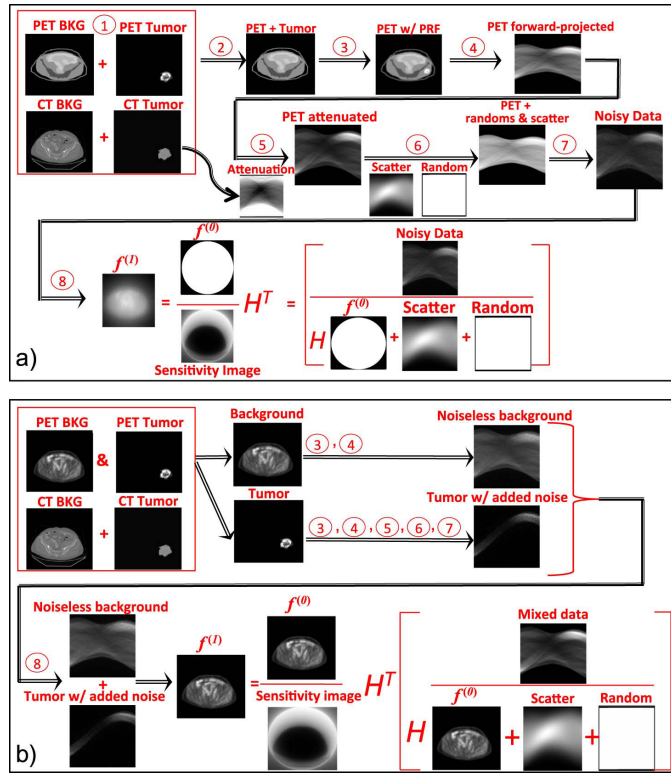 PET BKG 1 PET Tumor
+
CT BKG CT Tumor
+
2 PET + Tumor
3 PET w/ PRF
4 PET forward-projected
5 PET attenuated
Attenuation
6 PET +
randoms & scatter
Scatter Random
7 Noisy Data
8 f(1) = f(0)
Sensitivity Image
H^T = Noisy Data
H f(0) + Scatter + Random
a)
PET BKG PET Tumor
&
CT BKG CT Tumor
+
Background
3 , 4
Noiseless background
Tumor
3 , 4 , 5 , 6 , 7
Tumor w/ added noise
8 Noiseless background
+
Tumor w/ added noise
f(1) = f(0)
Sensitivity image
H^T Mixed data
H f(0) + Scatter + Random
b)